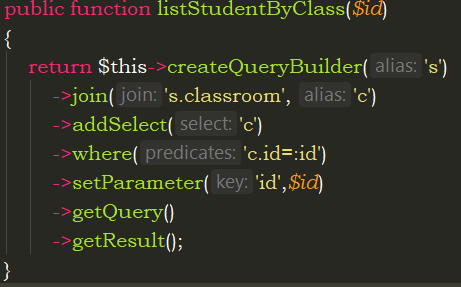 public function listStudentByClass($id)
{
return $this->createQueryBuilder( alias: 's')
->join( join: 's.classroom', alias: 'c')
->addSelect( select: 'c')
->where( predicates: 'c.id=:id')
->setParameter( key: 'id',$id)
->getQuery()
->getResult();
}